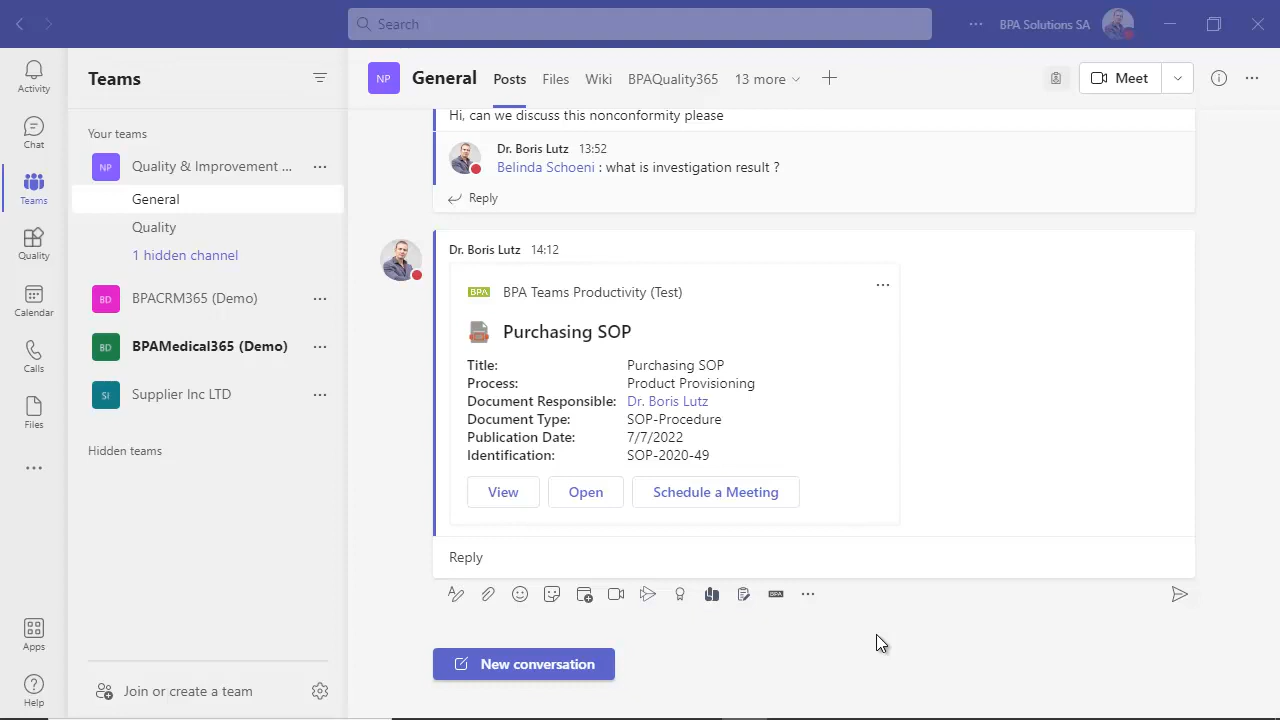 Search
BPA Solutions SA
Activity
Chat
Teams
Quality
Calendar
Calls
Files
Apps
Help
Teams
Your teams
NP Quality & Improvement ...
General
Quality
1 hidden channel
BD BPACRM365 (Demo)
BD BPAMedical365 (Demo)
SI Supplier Inc LTD
Hidden teams
Join or create a team
NP General Posts Files Wiki BPAQuality365 13 more Meet
Hi, can we discuss this nonconformity please
Dr. Boris Lutz 13:52
Belinda Schoeni : what is investigation result ?
Reply
Dr. Boris Lutz 14:12
BPA BPA Teams Productivity (Test)
Purchasing SOP
Title: Purchasing SOP
Process: Product Provisioning
Document Responsible: Dr. Boris Lutz
Document Type: SOP-Procedure
Publication Date: 7/7/2022
Identification: SOP-2020-49
View Open Schedule a Meeting
Reply
BPA
New conversation